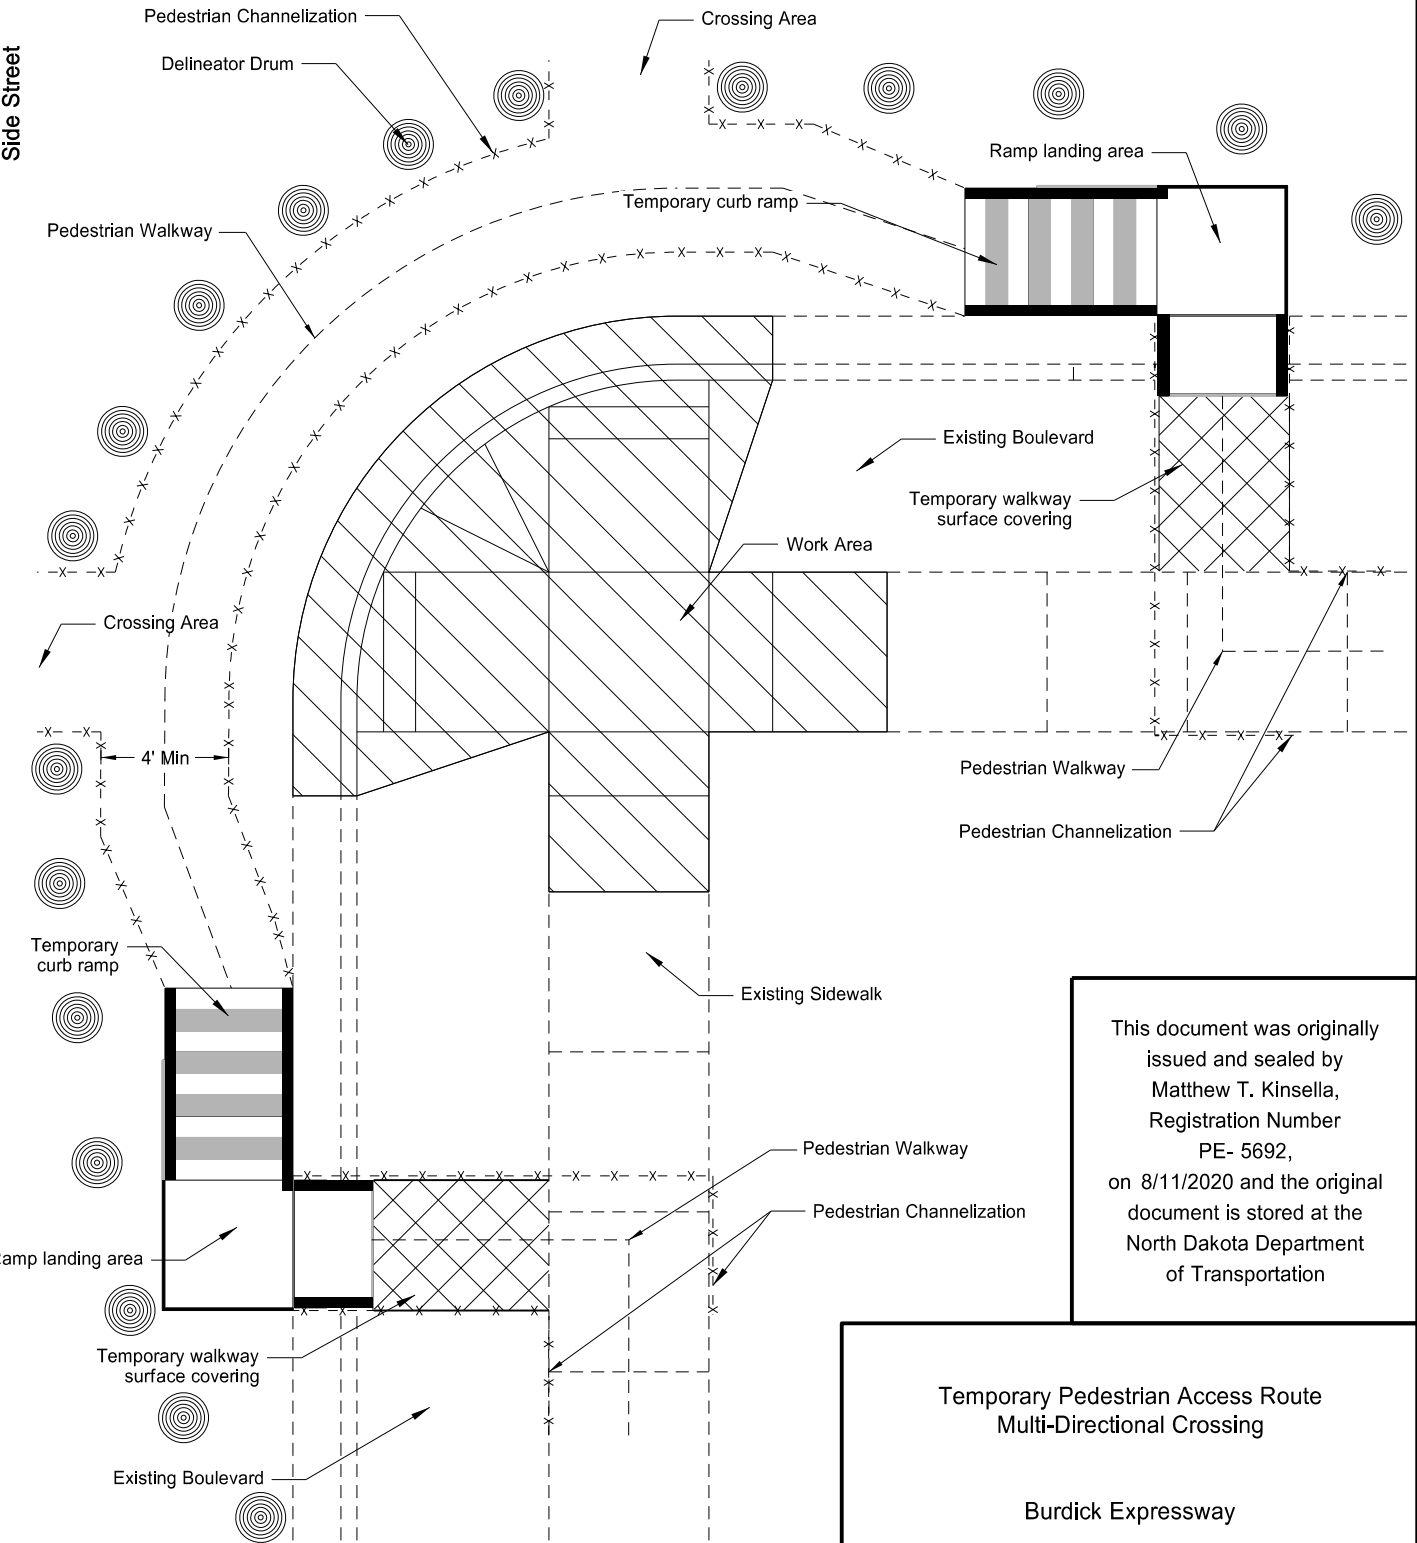 Pedestrian Channelization
Crossing Area
Side Street
Delineator Drum
Ramp landing area
Temporary curb ramp
Pedestrian Walkway
Existing Boulevard
Temporary walkway
surface covering
Work Area
Crossing Area
4' Min
Pedestrian Walkway
Pedestrian Channelization
Temporary
curb ramp
Existing Sidewalk
This document was originally
issued and sealed by
Matthew T. Kinsella,
Registration Number
PE- 5692,
on 8/11/2020 and the original
document is stored at the
North Dakota Department
of Transportation
Pedestrian Walkway
Pedestrian Channelization
Ramp landing area
Temporary walkway
surface covering
Existing Boulevard
Temporary Pedestrian Access Route
Multi-Directional Crossing
Burdick Expressway